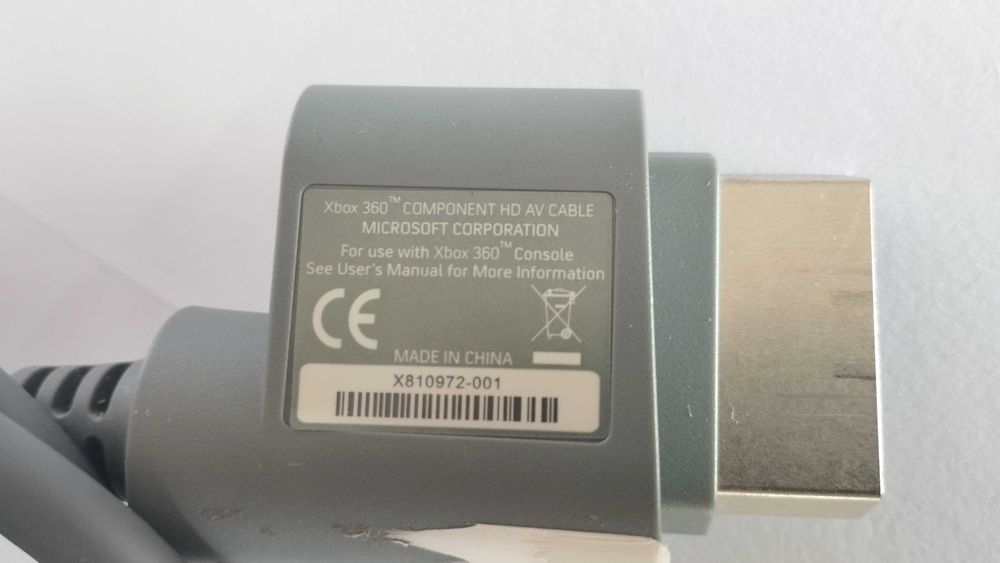 Xbox 360™ COMPONENT HD AV CABLE
MICROSOFT CORPORATION
For use with Xbox 360™ Console
See User's Manual for More Information
CE
MADE IN CHINA
X810972-001